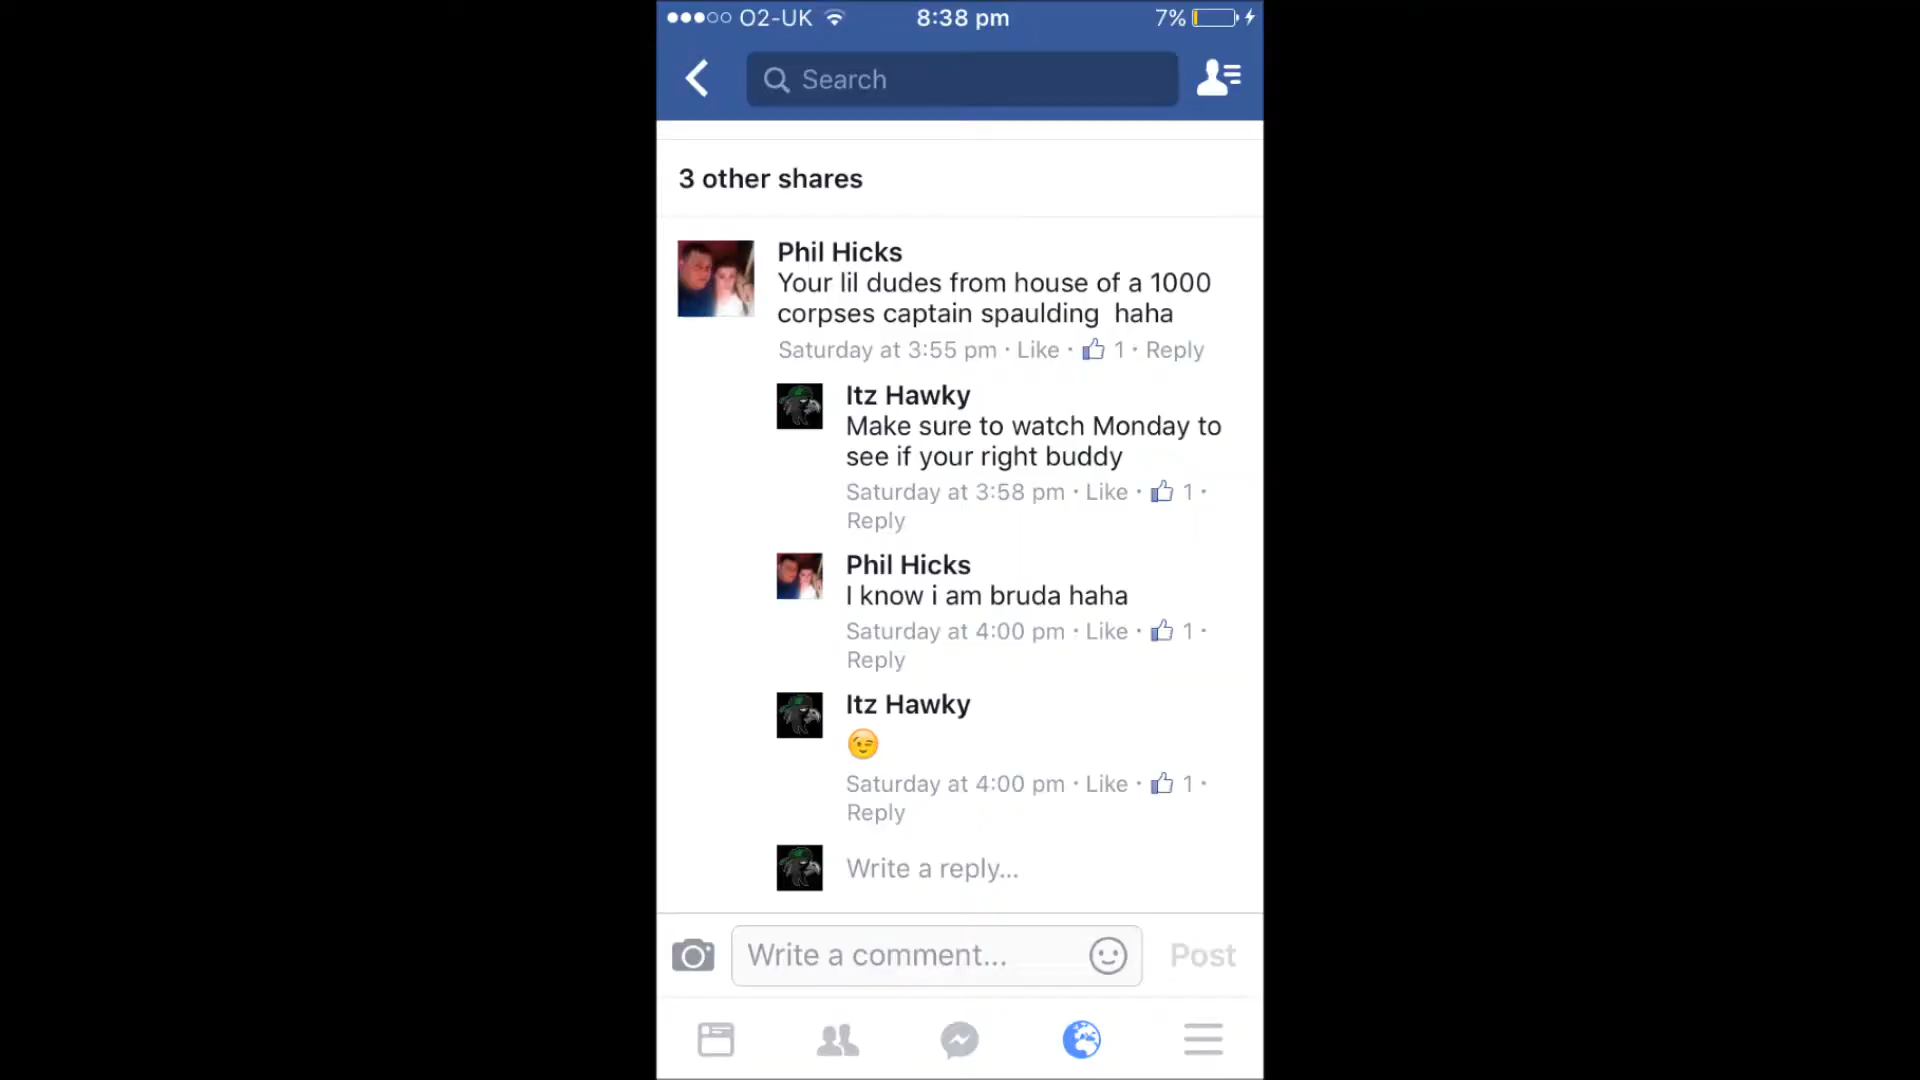 O2-UK 8:38 pm 7%
Search
3 other shares
Phil Hicks
Your lil dudes from house of a 1000
corpses captain spaulding haha
Saturday at 3:55 pm · Like · 1 · Reply
Itz Hawky
Make sure to watch Monday to
see if your right buddy
Saturday at 3:58 pm · Like · 1 ·
Reply
Phil Hicks
I know i am bruda haha
Saturday at 4:00 pm · Like · 1 ·
Reply
Itz Hawky
😉
Saturday at 4:00 pm · Like · 1 ·
Reply
Write a reply...
Write a comment... Post